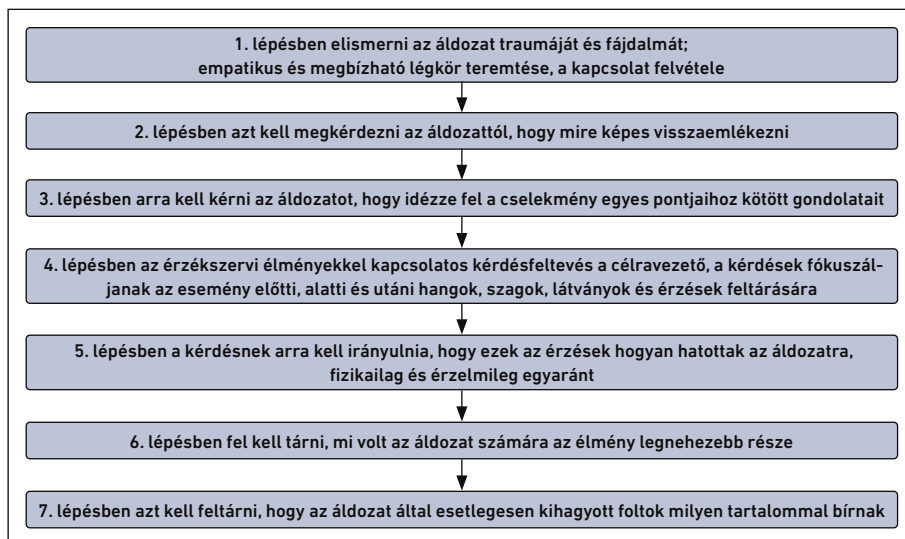 1. lépésben elismerni az áldozat traumáját és fájdalmát;
empatikus és megbízható légkör teremtése, a kapcsolat felvétele
2. lépésben azt kell megkérdezni az áldozattól, hogy mire képes visszaemlékezni
3. lépésben arra kell kérni az áldozatot, hogy idézze fel a cselekmény egyes pontjaihoz kötött gondolatait
4. lépésben az érzékszervi élményekkel kapcsolatos kérdésfeltevés a célravezető, a kérdések fókuszál-
janak az esemény előtti, alatti és utáni hangok, szagok, látványok és érzések feltárására
5. lépésben a kérdésnek arra kell irányulnia, hogy ezek az érzések hogyan hatottak az áldozatra,
fizikailag és érzelmileg egyaránt
6. lépésben fel kell tárni, mi volt az áldozat számára az élmény legnehezebb része
7. lépésben azt kell feltárni, hogy az áldozat által esetlegesen kihagyott foltok milyen tartalommal bírnak